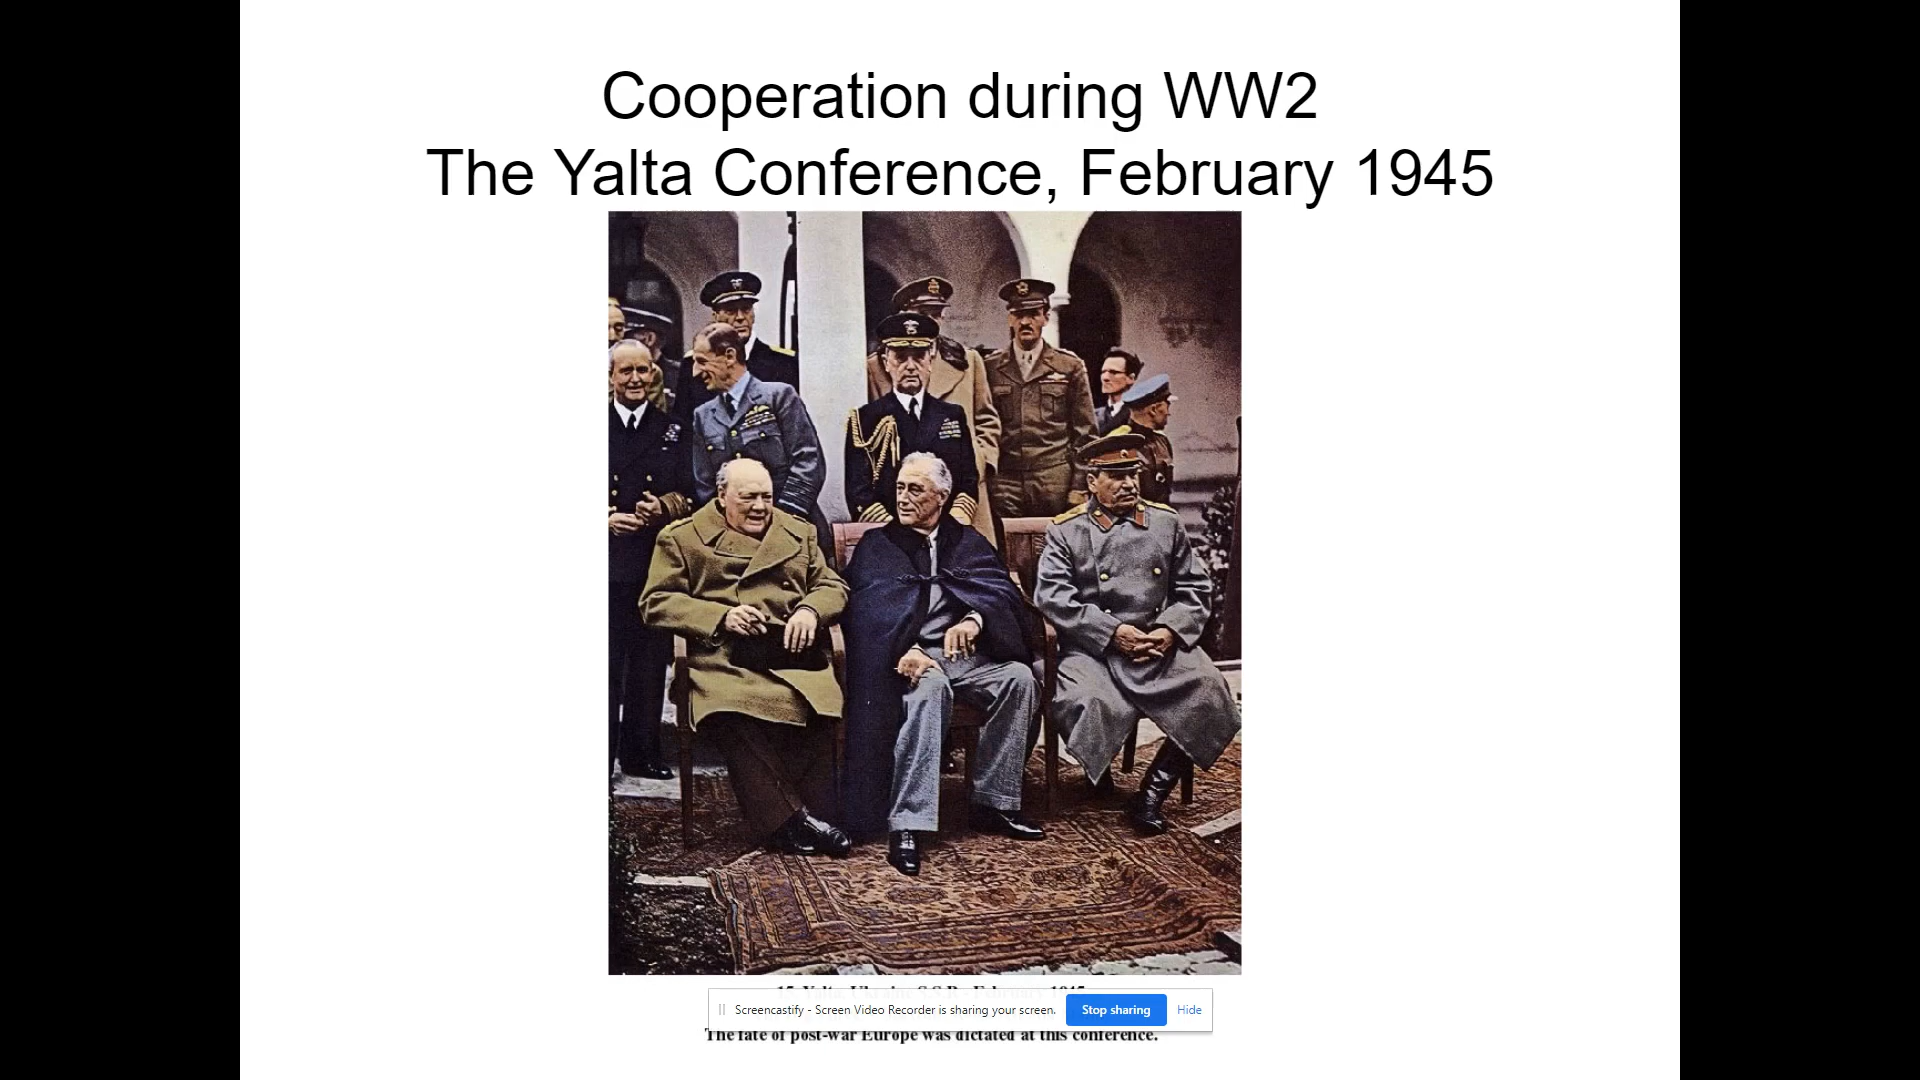 Cooperation during WW2
The Yalta Conference, February 1945
Screencastify - Screen Video Recorder is sharing your screen.
Stop sharing
Hide
The fate of post-war Europe was dictated at this conference.